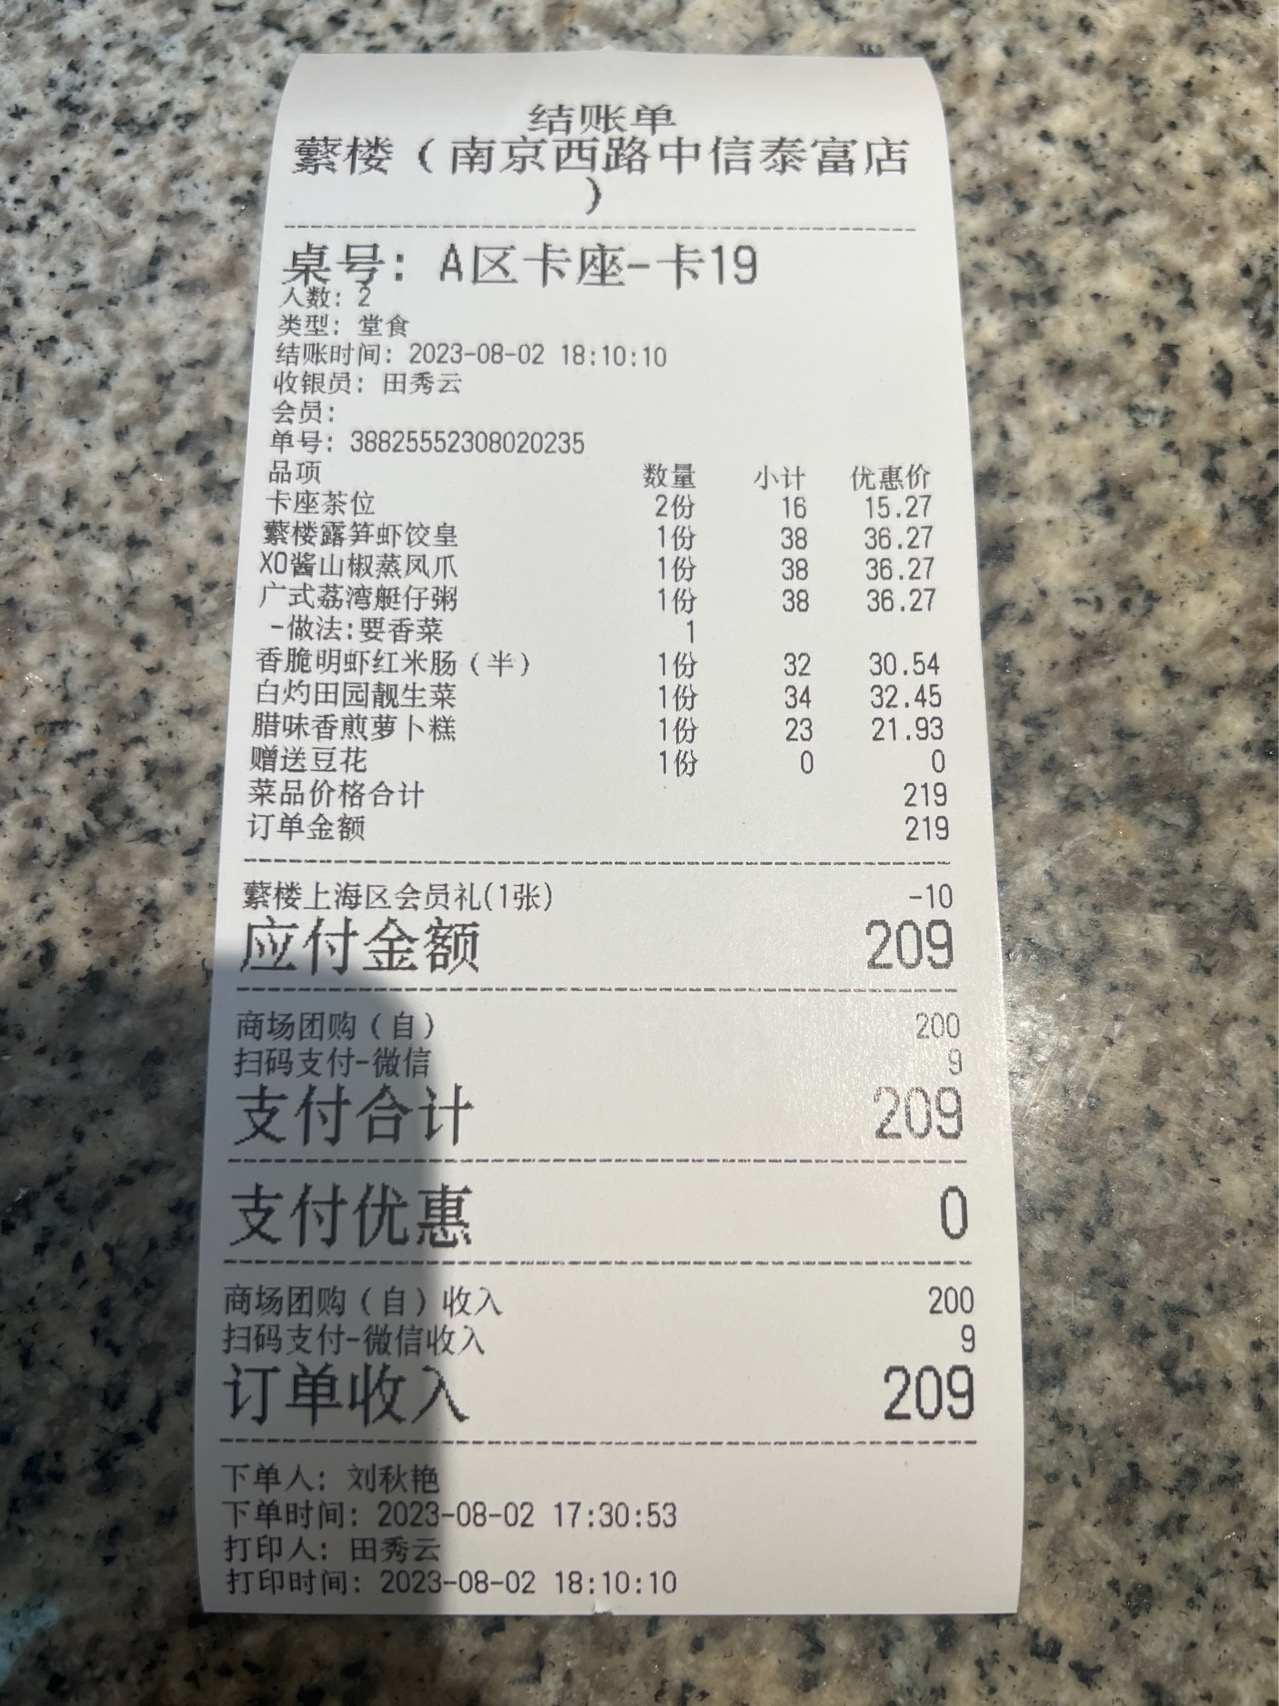 结账单
蘩楼（南京西路中信泰富店
）
桌号: A区卡座-卡19
人数: 2
类型: 堂食
结账时间: 2023-08-02 18:10:10
收银员: 田秀云
会员:
单号: 38825552308020235
品项 数量 小计 优惠价
卡座茶位 2份 16 15.27
蘩楼露笋虾饺皇 1份 38 36.27
XO酱山椒蒸凤爪 1份 38 36.27
广式荔湾艇仔粥 1份 38 36.27
-做法:要香菜 1
香脆明虾红米肠（半） 1份 32 30.54
白灼田园靓生菜 1份 34 32.45
腊味香煎萝卜糕 1份 23 21.93
赠送豆花 1份 0 0
菜品价格合计 219
订单金额 219
蘩楼上海区会员礼(1张) -10
应付金额 209
商场团购（自） 200
扫码支付-微信 9
支付合计 209
支付优惠 0
商场团购（自）收入 200
扫码支付-微信收入 9
订单收入 209
下单人: 刘秋艳
下单时间: 2023-08-02 17:30:53
打印人: 田秀云
打印时间: 2023-08-02 18:10:10